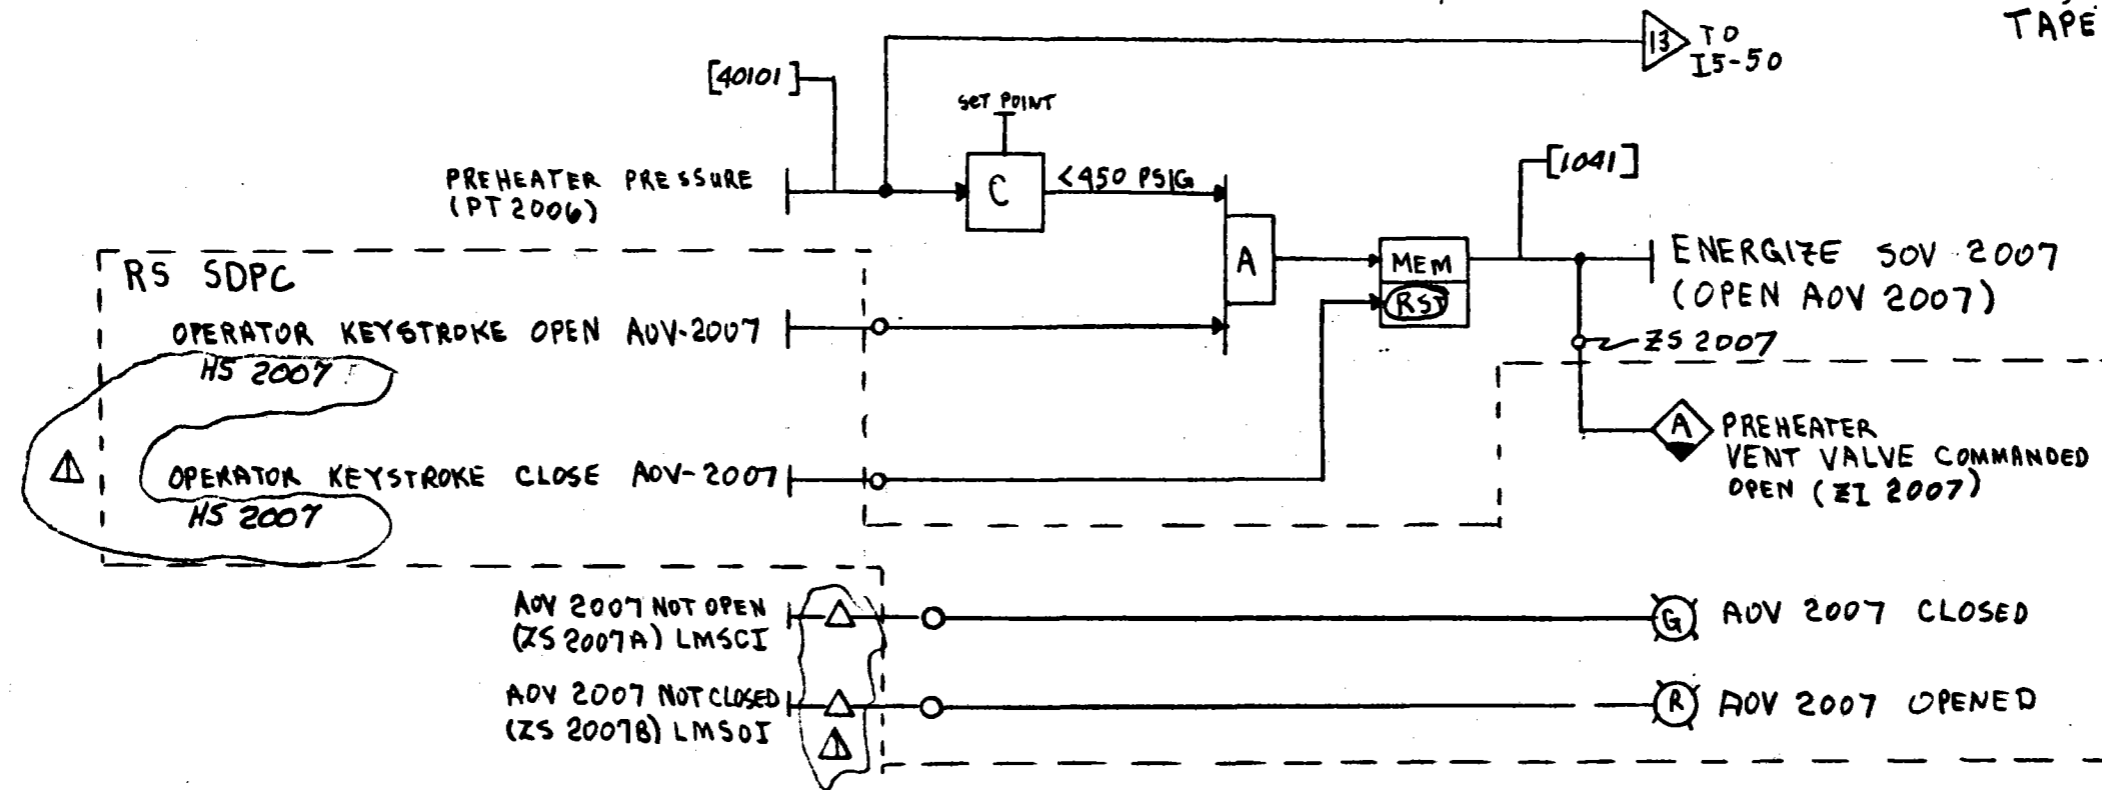 TAPE
13 TO
I5-50
[40101]
SET POINT
PREHEATER PRESSURE
(PT 2006)
C
<450 PSIG
A
[1041]
MEM
RST
ENERGIZE SOV 2007
(OPEN AOV 2007)
RS SDPC
OPERATOR KEYSTROKE OPEN AOV-2007
HS 2007
ZS 2007
OPERATOR KEYSTROKE CLOSE AOV-2007
HS 2007
1
A
PREHEATER
VENT VALVE COMMANDED
OPEN (ZI 2007)
AOV 2007 NOT OPEN
(ZS 2007A) LMSCI
G AOV 2007 CLOSED
AOV 2007 NOT CLOSED
(ZS 2007B) LMSOI
1
R AOV 2007 OPENED